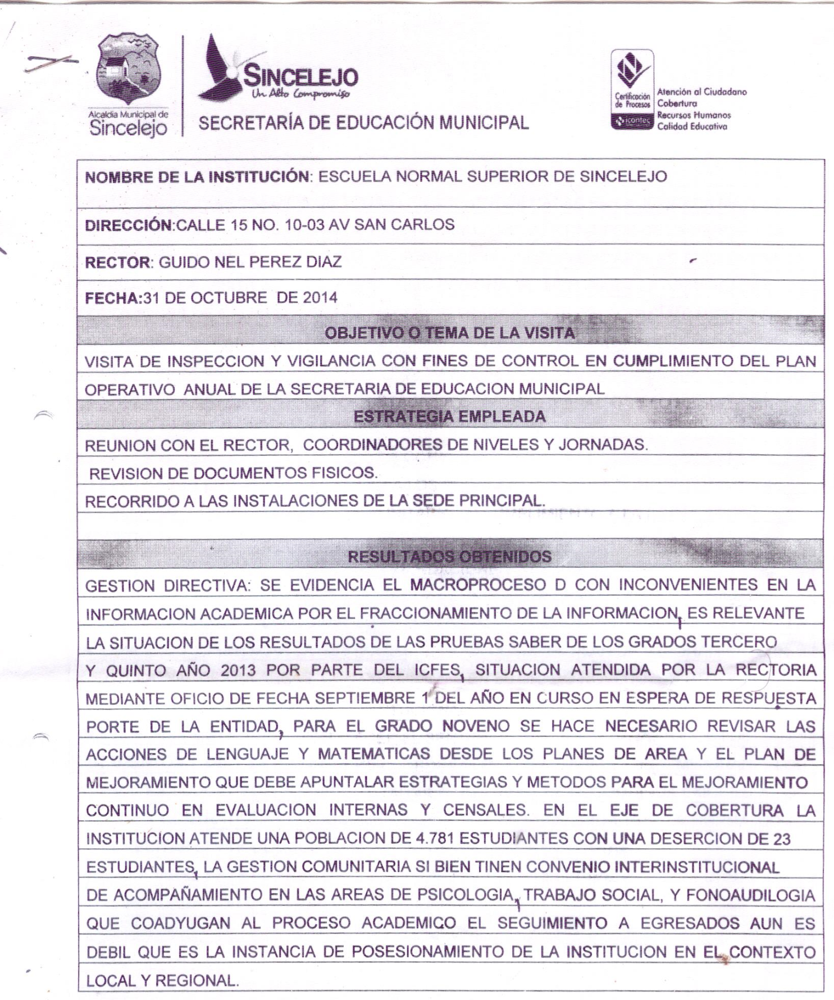 Alcaldía Municipal de
Sincelejo
SINCELEJO
Un Alto Compromiso
SECRETARÍA DE EDUCACIÓN MUNICIPAL
Certificación
de Procesos
icontec
Atención al Ciudadano
Cobertura
Recursos Humanos
Calidad Educativa
NOMBRE DE LA INSTITUCIÓN: ESCUELA NORMAL SUPERIOR DE SINCELEJO
DIRECCIÓN:CALLE 15 NO. 10-03 AV SAN CARLOS
RECTOR: GUIDO NEL PEREZ DIAZ
FECHA:31 DE OCTUBRE DE 2014
OBJETIVO O TEMA DE LA VISITA
VISITA DE INSPECCION Y VIGILANCIA CON FINES DE CONTROL EN CUMPLIMIENTO DEL PLAN
OPERATIVO ANUAL DE LA SECRETARIA DE EDUCACION MUNICIPAL
ESTRATEGIA EMPLEADA
REUNION CON EL RECTOR, COORDINADORES DE NIVELES Y JORNADAS.
REVISION DE DOCUMENTOS FISICOS.
RECORRIDO A LAS INSTALACIONES DE LA SEDE PRINCIPAL.
RESULTADOS OBTENIDOS
GESTION DIRECTIVA: SE EVIDENCIA EL MACROPROCESO D CON INCONVENIENTES EN LA
INFORMACION ACADEMICA POR EL FRACCIONAMIENTO DE LA INFORMACION, ES RELEVANTE
LA SITUACION DE LOS RESULTADOS DE LAS PRUEBAS SABER DE LOS GRADOS TERCERO
Y QUINTO AÑO 2013 POR PARTE DEL ICFES, SITUACION ATENDIDA POR LA RECTORIA
MEDIANTE OFICIO DE FECHA SEPTIEMBRE 1 DEL AÑO EN CURSO EN ESPERA DE RESPUESTA
PORTE DE LA ENTIDAD, PARA EL GRADO NOVENO SE HACE NECESARIO REVISAR LAS
ACCIONES DE LENGUAJE Y MATEMATICAS DESDE LOS PLANES DE AREA Y EL PLAN DE
MEJORAMIENTO QUE DEBE APUNTALAR ESTRATEGIAS Y METODOS PARA EL MEJORAMIENTO
CONTINUO EN EVALUACION INTERNAS Y CENSALES. EN EL EJE DE COBERTURA LA
INSTITUCION ATENDE UNA POBLACION DE 4.781 ESTUDIANTES CON UNA DESERCION DE 23
ESTUDIANTES, LA GESTION COMUNITARIA SI BIEN TINEN CONVENIO INTERINSTITUCIONAL
DE ACOMPAÑAMIENTO EN LAS AREAS DE PSICOLOGIA, TRABAJO SOCIAL, Y FONOAUDILOGIA
QUE COADYUGAN AL PROCESO ACADEMICO EL SEGUIMIENTO A EGRESADOS AUN ES
DEBIL QUE ES LA INSTANCIA DE POSESIONAMIENTO DE LA INSTITUCION EN EL CONTEXTO
LOCAL Y REGIONAL.